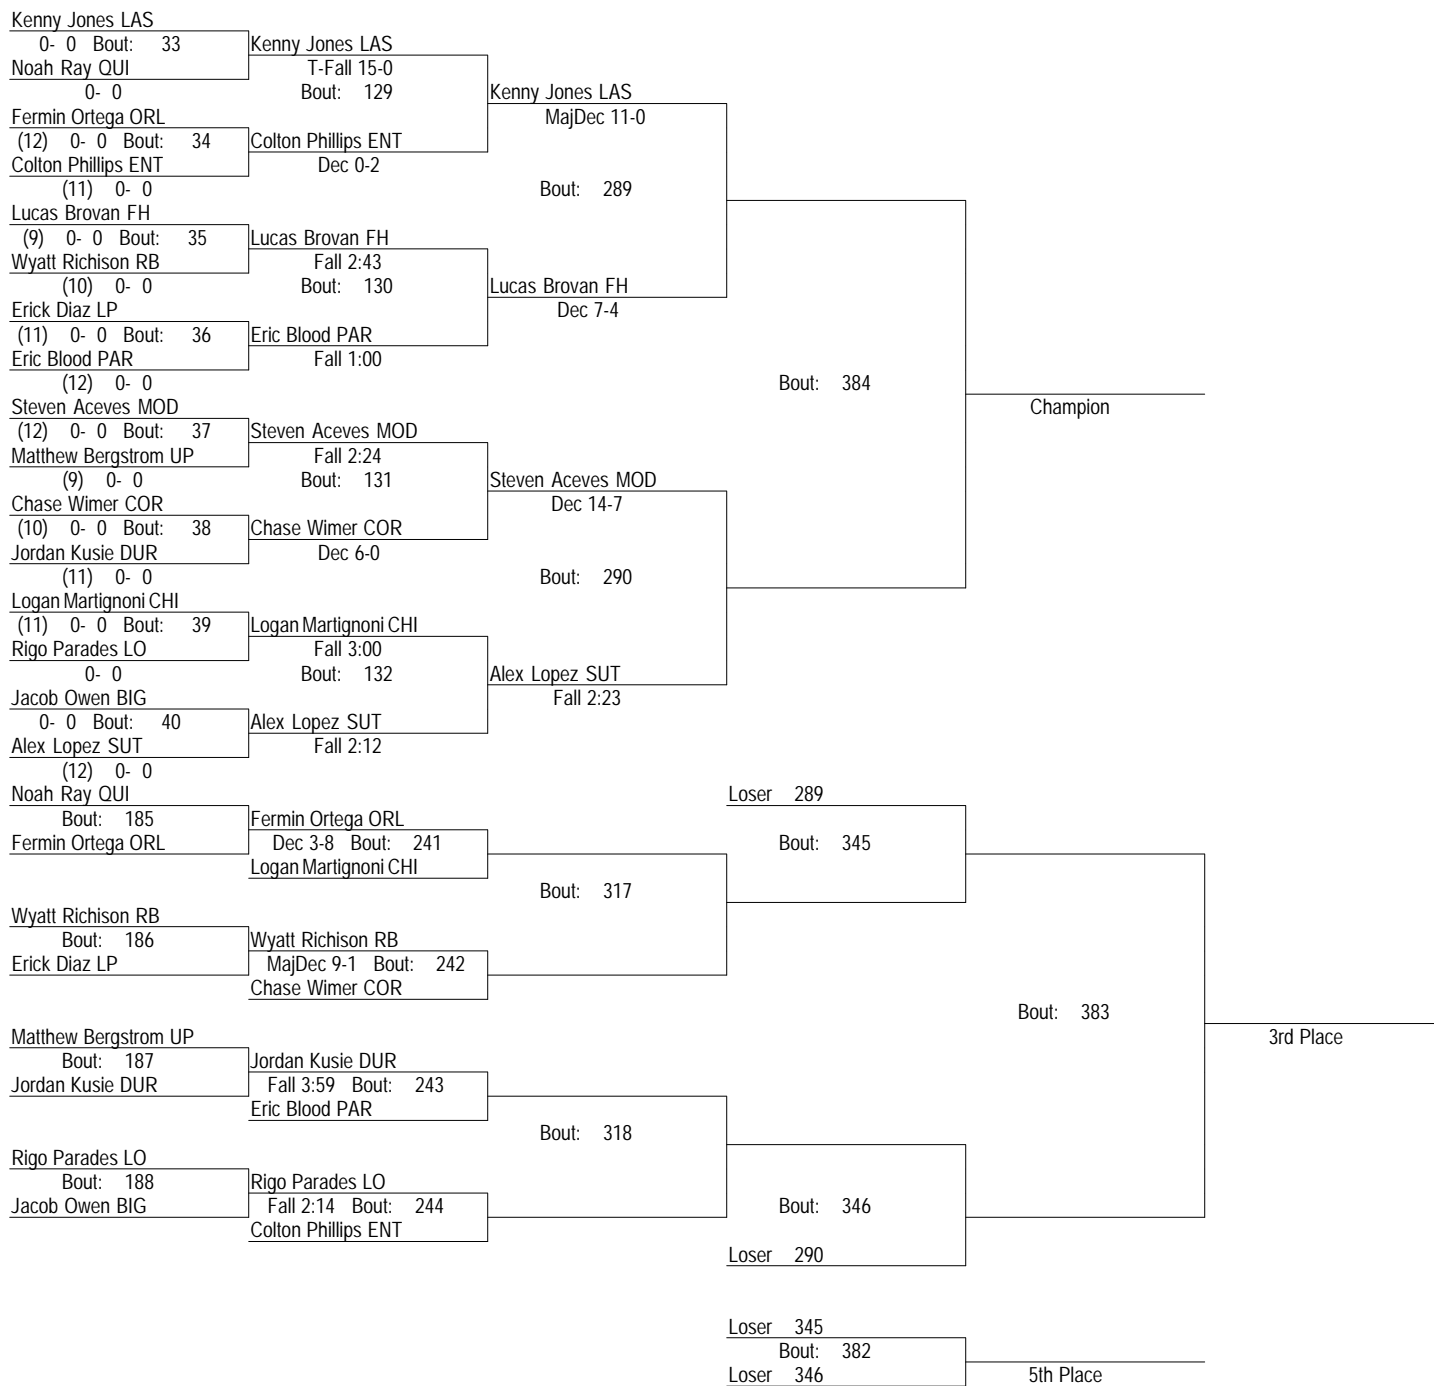 Kenny Jones LAS
0- 0 Bout: 33
Kenny Jones LAS
Noah Ray QUI
T-Fall 15-0
0- 0
Bout: 129
Kenny Jones LAS
Fermin Ortega ORL
MajDec 11-0
(12) 0- 0 Bout: 34
Colton Phillips ENT
Colton Phillips ENT
Dec 0-2
(11) 0- 0
Bout: 289
Lucas Brovan FH
(9) 0- 0 Bout: 35
Lucas Brovan FH
Wyatt Richison RB
Fall 2:43
(10) 0- 0
Bout: 130
Lucas Brovan FH
Erick Diaz LP
Dec 7-4
(11) 0- 0 Bout: 36
Eric Blood PAR
Eric Blood PAR
Fall 1:00
(12) 0- 0
Bout: 384
Steven Aceves MOD
Champion
(12) 0- 0 Bout: 37
Steven Aceves MOD
Matthew Bergstrom UP
Fall 2:24
(9) 0- 0
Bout: 131
Steven Aceves MOD
Chase Wimer COR
Dec 14-7
(10) 0- 0 Bout: 38
Chase Wimer COR
Jordan Kusie DUR
Dec 6-0
(11) 0- 0
Bout: 290
Logan Martignoni CHI
(11) 0- 0 Bout: 39
Logan Martignoni CHI
Rigo Parades LO
Fall 3:00
0- 0
Bout: 132
Alex Lopez SUT
Jacob Owen BIG
Fall 2:23
0- 0 Bout: 40
Alex Lopez SUT
Alex Lopez SUT
Fall 2:12
(12) 0- 0
Noah Ray QUI
Loser 289
Bout: 185
Fermin Ortega ORL
Fermin Ortega ORL
Dec 3-8 Bout: 241
Bout: 345
Logan Martignoni CHI
Bout: 317
Wyatt Richison RB
Bout: 186
Wyatt Richison RB
Erick Diaz LP
MajDec 9-1 Bout: 242
Chase Wimer COR
Bout: 383
Matthew Bergstrom UP
3rd Place
Bout: 187
Jordan Kusie DUR
Jordan Kusie DUR
Fall 3:59 Bout: 243
Eric Blood PAR
Bout: 318
Rigo Parades LO
Bout: 188
Rigo Parades LO
Jacob Owen BIG
Fall 2:14 Bout: 244
Bout: 346
Colton Phillips ENT
Loser 290
Loser 345
Bout: 382
Loser 346
5th Place